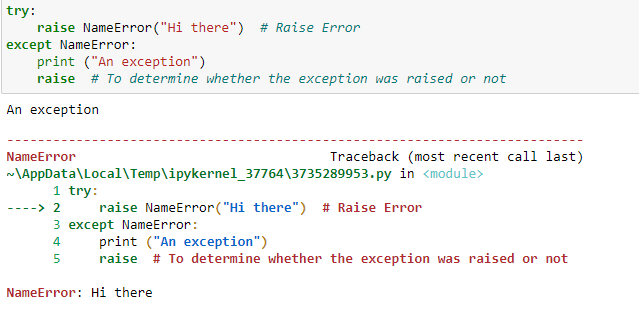 try:
    raise NameError("Hi there")  # Raise Error
except NameError:
    print ("An exception")
    raise  # To determine whether the exception was raised or not
An exception
---------------------------------------------------------------------------
NameError                                 Traceback (most recent call last)
~\AppData\Local\Temp\ipykernel_37764\3735289953.py in <module>
      1 try:
----> 2     raise NameError("Hi there")  # Raise Error
      3 except NameError:
      4     print ("An exception")
      5     raise  # To determine whether the exception was raised or not
NameError: Hi there